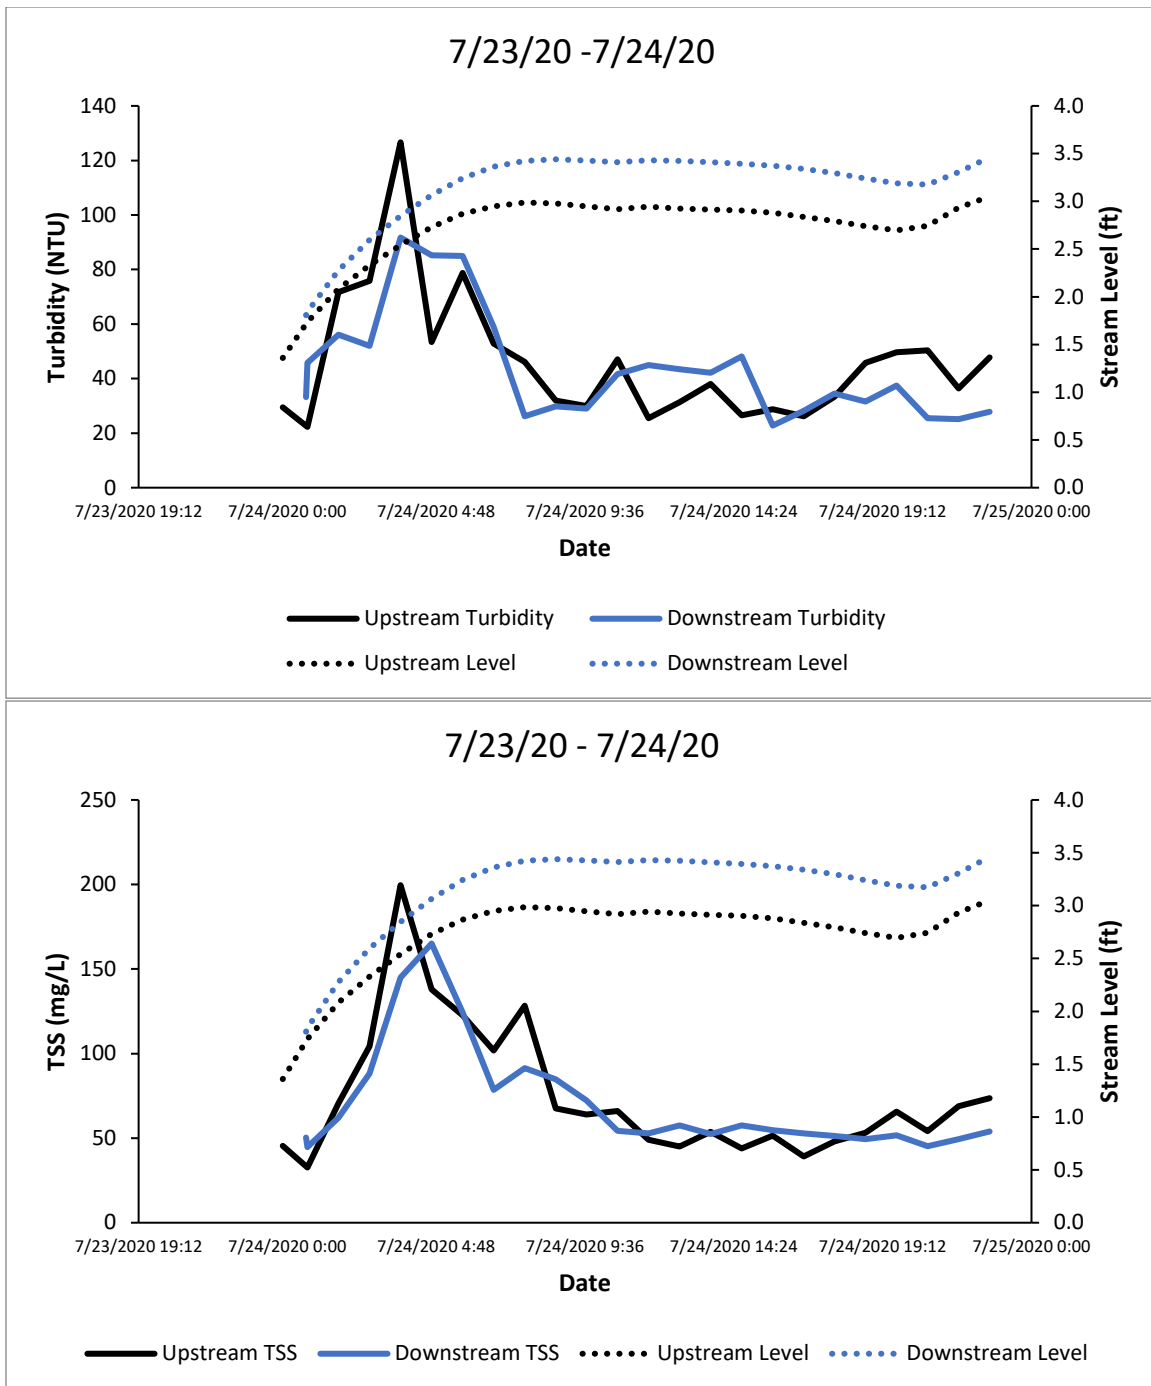 7/23/20 -7/24/20
140
120
100
80
60
40
20
0
Turbidity (NTU)
4.0
3.5
3.0
2.5
2.0
1.5
1.0
0.5
0.0
Stream Level (ft)
7/23/2020 19:12 7/24/2020 0:00 7/24/2020 4:48 7/24/2020 9:36 7/24/2020 14:24 7/24/2020 19:12 7/25/2020 0:00
Date
Upstream Turbidity Downstream Turbidity
Upstream Level Downstream Level
7/23/20 - 7/24/20
250
200
150
100
50
0
TSS (mg/L)
4.0
3.5
3.0
2.5
2.0
1.5
1.0
0.5
0.0
Stream Level (ft)
7/23/2020 19:12 7/24/2020 0:00 7/24/2020 4:48 7/24/2020 9:36 7/24/2020 14:24 7/24/2020 19:12 7/25/2020 0:00
Date
Upstream TSS Downstream TSS Upstream Level Downstream Level